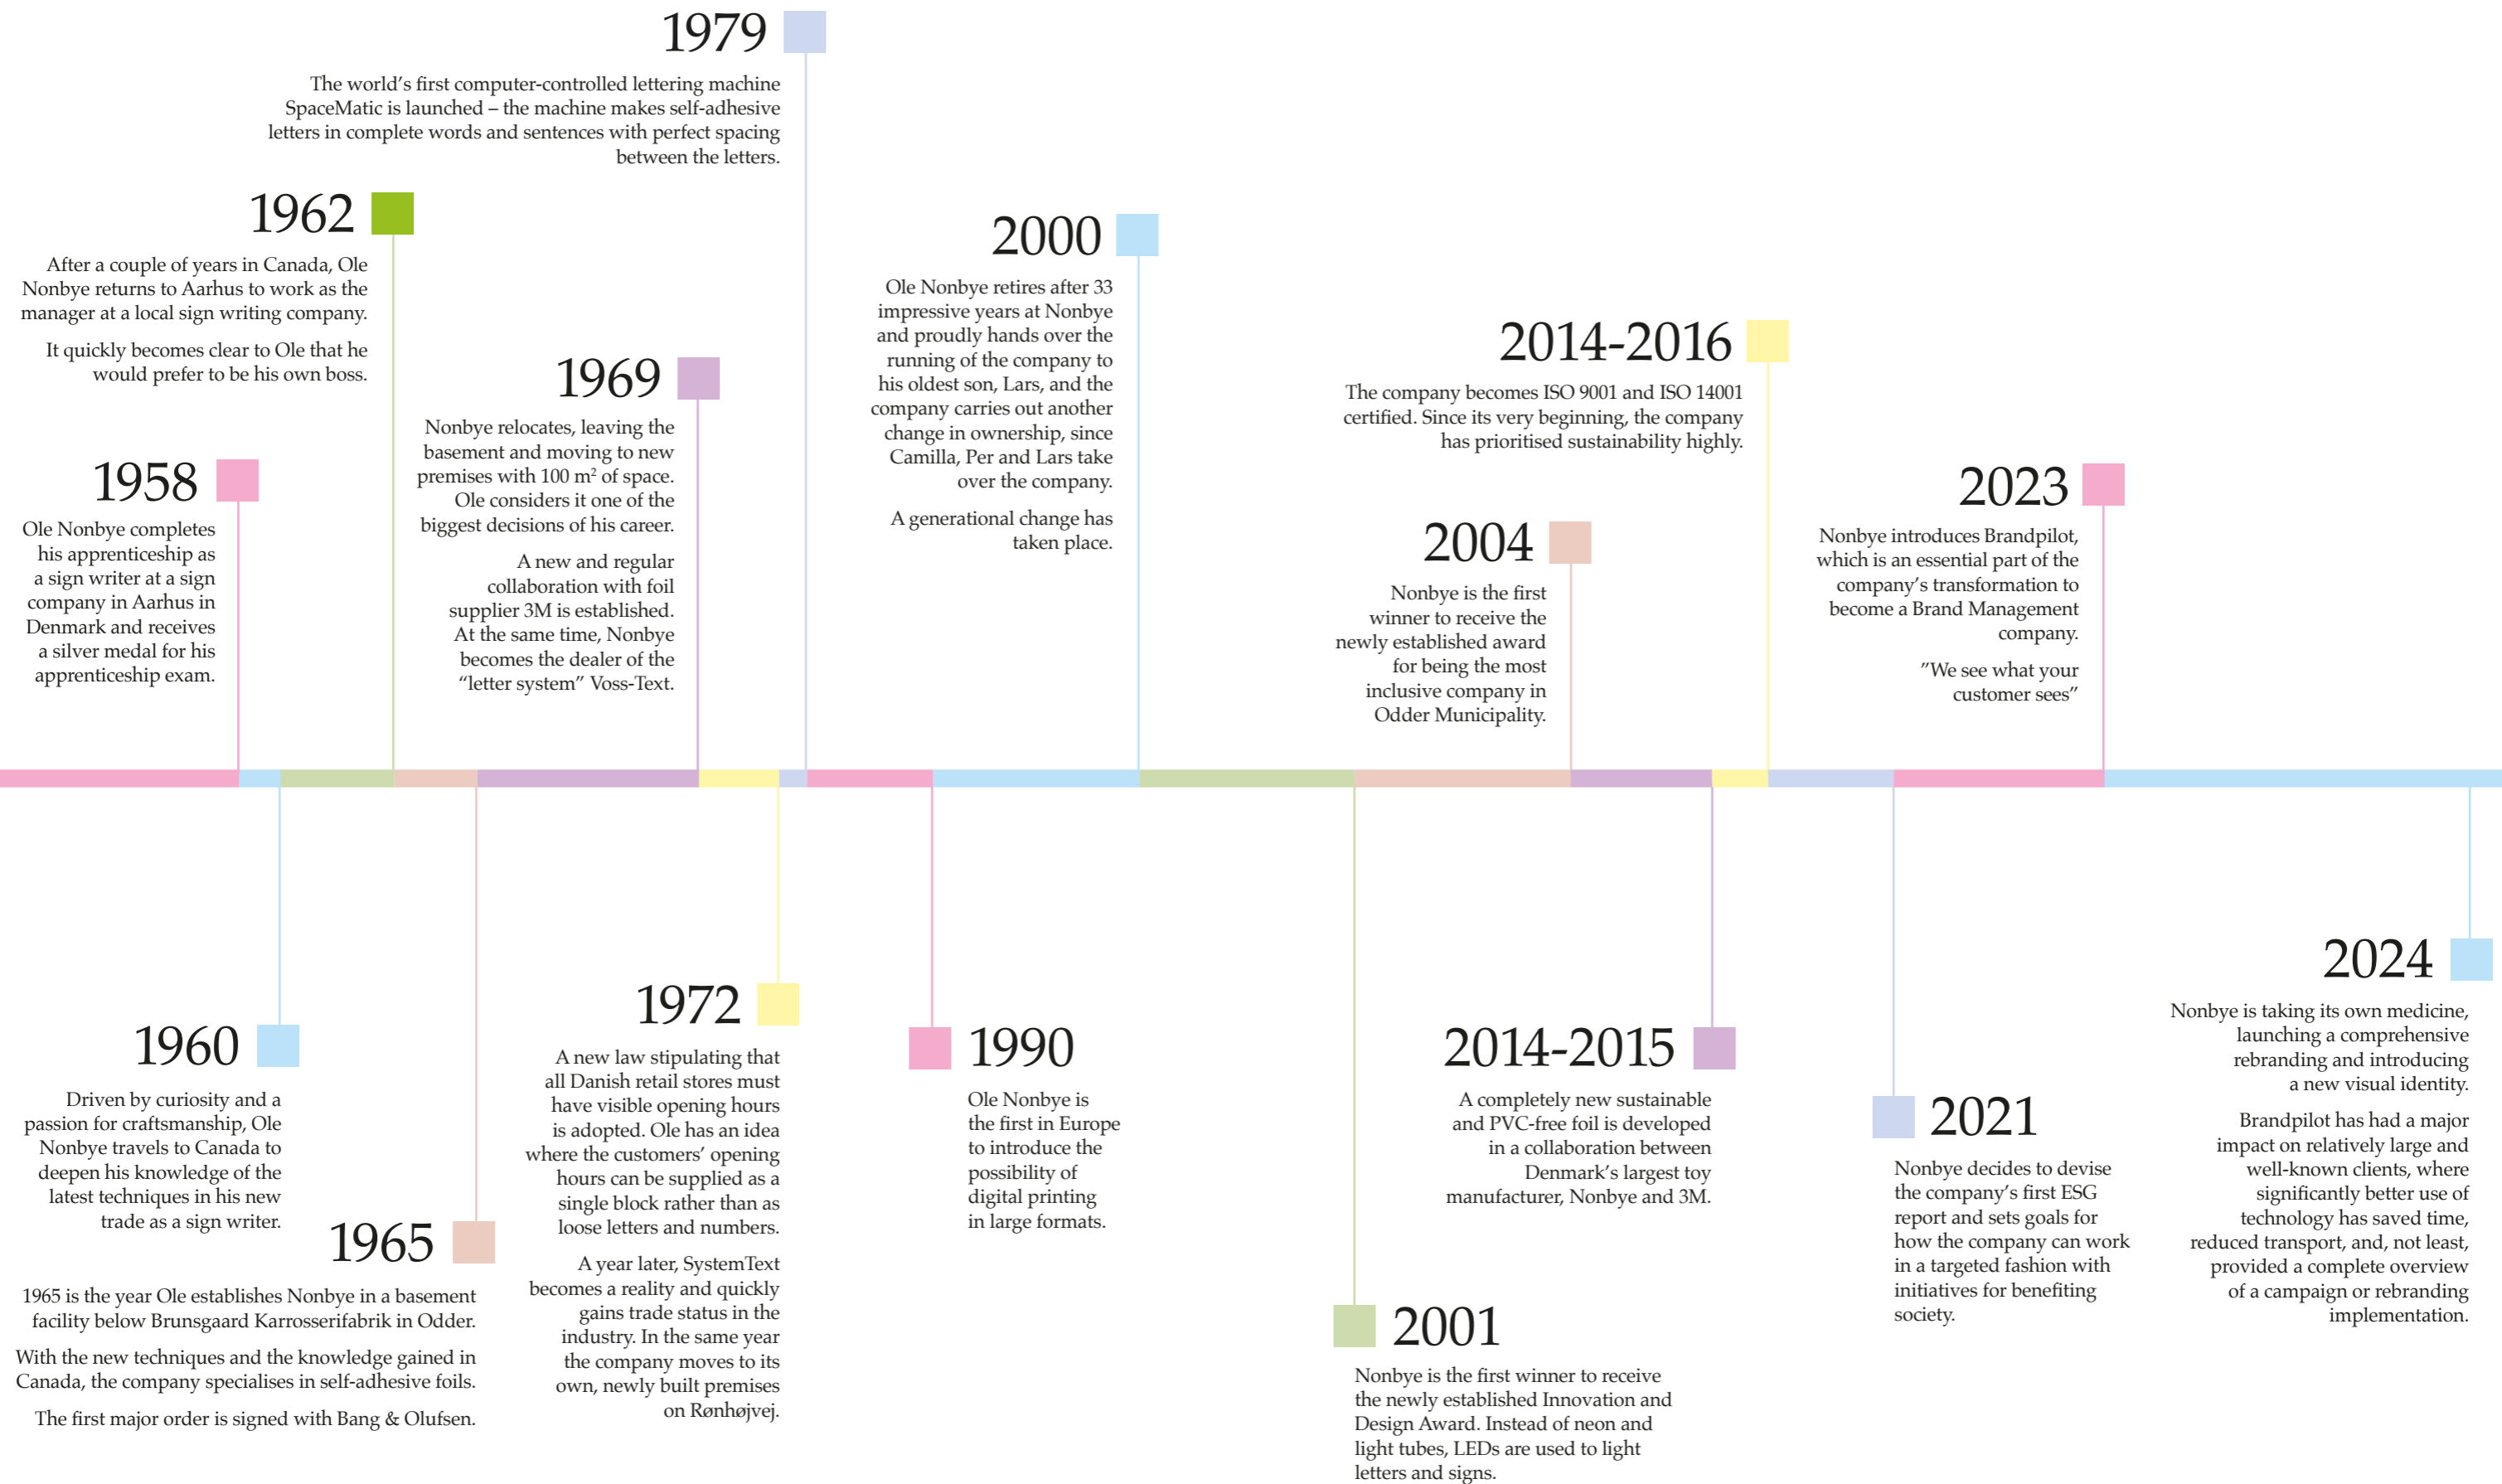 1979
The world's first computer-controlled lettering machine
SpaceMatic is launched – the machine makes self-adhesive
letters in complete words and sentences with perfect spacing
between the letters.
1962
After a couple of years in Canada, Ole
Nonbye returns to Aarhus to work as the
manager at a local sign writing company.
It quickly becomes clear to Ole that he
would prefer to be his own boss.
2000
Ole Nonbye retires after 33
impressive years at Nonbye
and proudly hands over the
running of the company to
his oldest son, Lars, and the
company carries out another
change in ownership, since
Camilla, Per and Lars take
over the company.
A generational change has
taken place.
2014-2016
The company becomes ISO 9001 and ISO 14001
certified. Since its very beginning, the company
has prioritised sustainability highly.
1969
Nonbye relocates, leaving the
basement and moving to new
premises with 100 m² of space.
Ole considers it one of the
biggest decisions of his career.
A new and regular
collaboration with foil
supplier 3M is established.
At the same time, Nonbye
becomes the dealer of the
“letter system” Voss-Text.
1958
Ole Nonbye completes
his apprenticeship as
a sign writer at a sign
company in Aarhus in
Denmark and receives
a silver medal for his
apprenticeship exam.
2004
Nonbye is the first
winner to receive the
newly established award
for being the most
inclusive company in
Odder Municipality.
2023
Nonbye introduces Brandpilot,
which is an essential part of the
company's transformation to
become a Brand Management
company.
”We see what your
customer sees”
1960
Driven by curiosity and a
passion for craftsmanship, Ole
Nonbye travels to Canada to
deepen his knowledge of the
latest techniques in his new
trade as a sign writer.
1965
1965 is the year Ole establishes Nonbye in a basement
facility below Brunsgaard Karrosserifabrik in Odder.
With the new techniques and the knowledge gained in
Canada, the company specialises in self-adhesive foils.
The first major order is signed with Bang & Olufsen.
1972
A new law stipulating that
all Danish retail stores must
have visible opening hours
is adopted. Ole has an idea
where the customers' opening
hours can be supplied as a
single block rather than as
loose letters and numbers.
A year later, SystemText
becomes a reality and quickly
gains trade status in the
industry. In the same year
the company moves to its
own, newly built premises
on Rønhøjvej.
1990
Ole Nonbye is
the first in Europe
to introduce the
possibility of
digital printing
in large formats.
2001
Nonbye is the first winner to receive
the newly established Innovation and
Design Award. Instead of neon and
light tubes, LEDs are used to light
letters and signs.
2014-2015
A completely new sustainable
and PVC-free foil is developed
in a collaboration between
Denmark's largest toy
manufacturer, Nonbye and 3M.
2021
Nonbye decides to devise
the company's first ESG
report and sets goals for
how the company can work
in a targeted fashion with
initiatives for benefiting
society.
2024
Nonbye is taking its own medicine,
launching a comprehensive
rebranding and introducing
a new visual identity.
Brandpilot has had a major
impact on relatively large and
well-known clients, where
significantly better use of
technology has saved time,
reduced transport, and, not least,
provided a complete overview
of a campaign or rebranding
implementation.